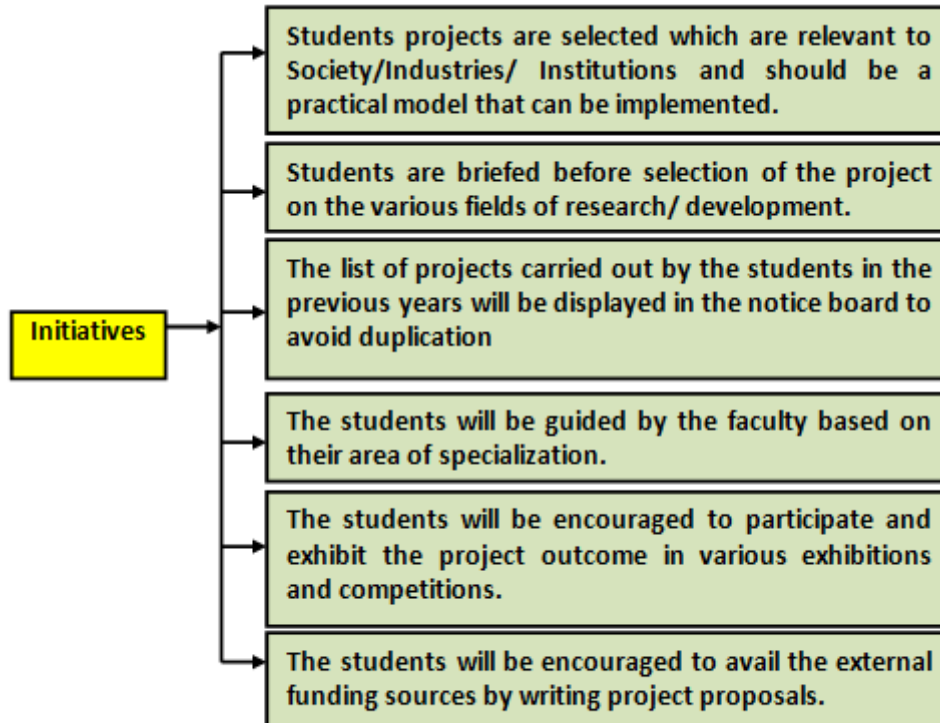 Students projects are selected which are relevant to
Society/Industries/ Institutions and should be a
practical model that can be implemented.
Students are briefed before selection of the project
on the various fields of research/ development.
The list of projects carried out by the students in the
previous years will be displayed in the notice board to
avoid duplication
Initiatives
The students will be guided by the faculty based on
their area of specialization.
The students will be encouraged to participate and
exhibit the project outcome in various exhibitions
and competitions.
The students will be encouraged to avail the external
funding sources by writing project proposals.